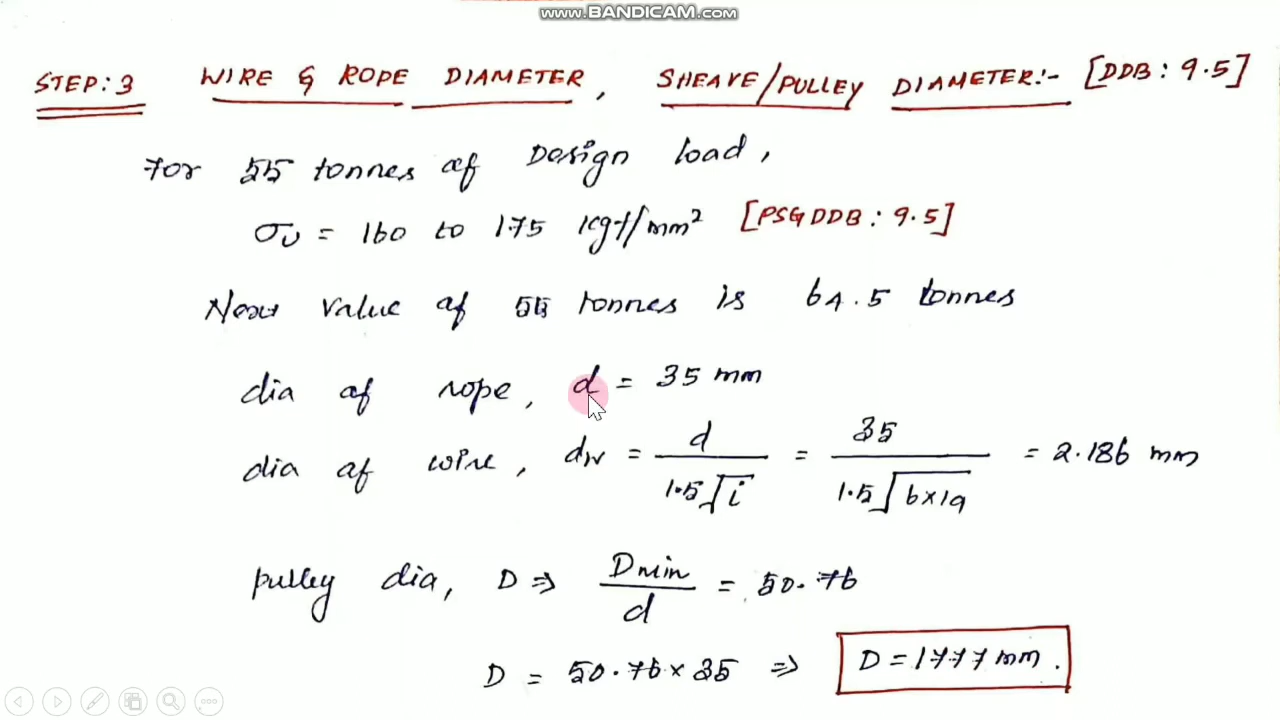 www.BANDICAM.com
STEP:3 WIRE & ROPE DIAMETER, SHEAVE/PULLEY DIAMETER:- [DDB: 9.5]
For 55 tonnes of Design load,
σu = 160 to 175 kgf/mm² [PSGDDB: 9.5]
Next value of 55 tonnes is 64.5 tonnes
dia of rope, d = 35 mm
dia of wire, dw = d / 1.5√i = 35 / 1.5√6×19 = 2.186 mm
pulley dia, D ⇒ Dmin / d = 50.76
D = 50.76 × 35 ⇒ D = 1777 mm.